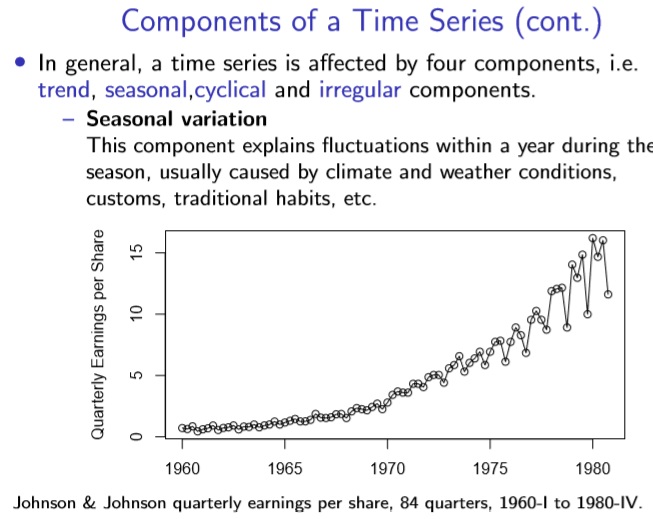 Components of a Time Series (cont.)
• In general, a time series is affected by four components, i.e.
trend, seasonal,cyclical and irregular components.
– Seasonal variation
This component explains fluctuations within a year during the
season, usually caused by climate and weather conditions,
customs, traditional habits, etc.
Quarterly Earnings per Share
15
10
5
0
1960 1965 1970 1975 1980
Johnson & Johnson quarterly earnings per share, 84 quarters, 1960-I to 1980-IV.